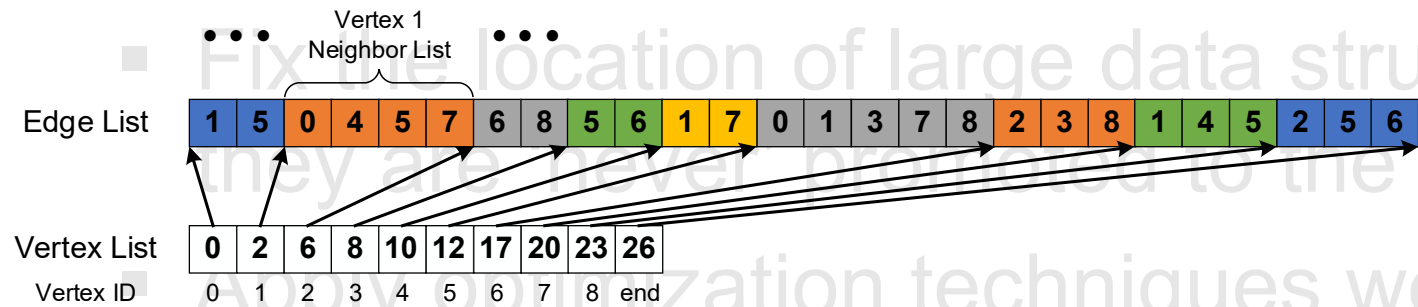 Vertex 1
Neighbor List
Fix the location of large data stru
Edge List 1 5 0 4 5 7 6 8 5 6 1 7 0 1 3 7 8 2 3 8 1 4 5 2 5 6
they are never promoted to the
Vertex List 0 2 6 8 10 12 17 20 23 26
Vertex ID 0 1 2 3 4 5 6 7 8 end
Apply optimization techniques we